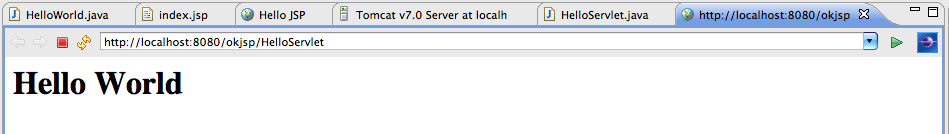 HelloWorld.java index.jsp Hello JSP Tomcat v7.0 Server at localh HelloServlet.java http://localhost:8080/okjsp
http://localhost:8080/okjsp/HelloServlet
Hello World